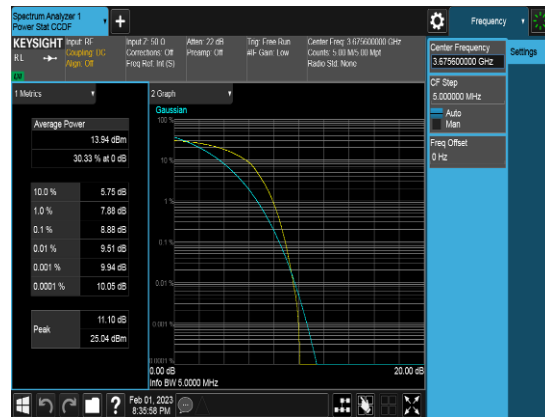 Spectrum Analyzer 1
Power Stat CCDF
+
Frequency
KEYSIGHT
RL
LXI
Input: RF
Coupling: DC
Align: Off
Input Z: 50 Ω
Corrections: Off
Freq Ref: Int (S)
Atten: 22 dB
Preamp: Off
Trig: Free Run
#IF Gain: Low
Center Freq: 3.675600000 GHz
Counts: 5.00 M/5.00 Mpt
Radio Std: None
Center Frequency
3.675600000 GHz
Settings
CF Step
5.000000 MHz
Auto
Man
Freq Offset
0 Hz
1 Metrics
Average Power
13.94 dBm
30.33 % at 0 dB
10.0 % 5.75 dB
1.0 % 7.88 dB
0.1 % 8.88 dB
0.01 % 9.51 dB
0.001 % 9.94 dB
0.0001 % 10.05 dB
Peak
11.10 dB
25.04 dBm
2 Graph
Gaussian
100 %
10 %
1 %
0.1 %
0.01 %
0.001 %
0.0001 %
0.00 dB
20.00 dB
Info BW 5.0000 MHz
?
Feb 01, 2023
8:35:58 PM